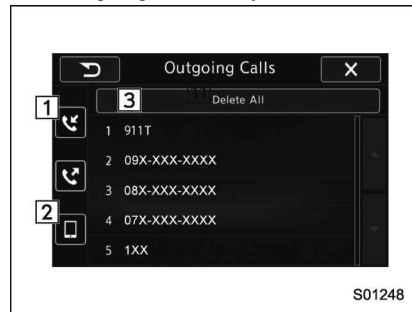 Outgoing Calls
1
3
Delete All
1 911T
2 09X-XXX-XXXX
3 08X-XXX-XXXX
2
4 07X-XXX-XXXX
5 1XX
S01248